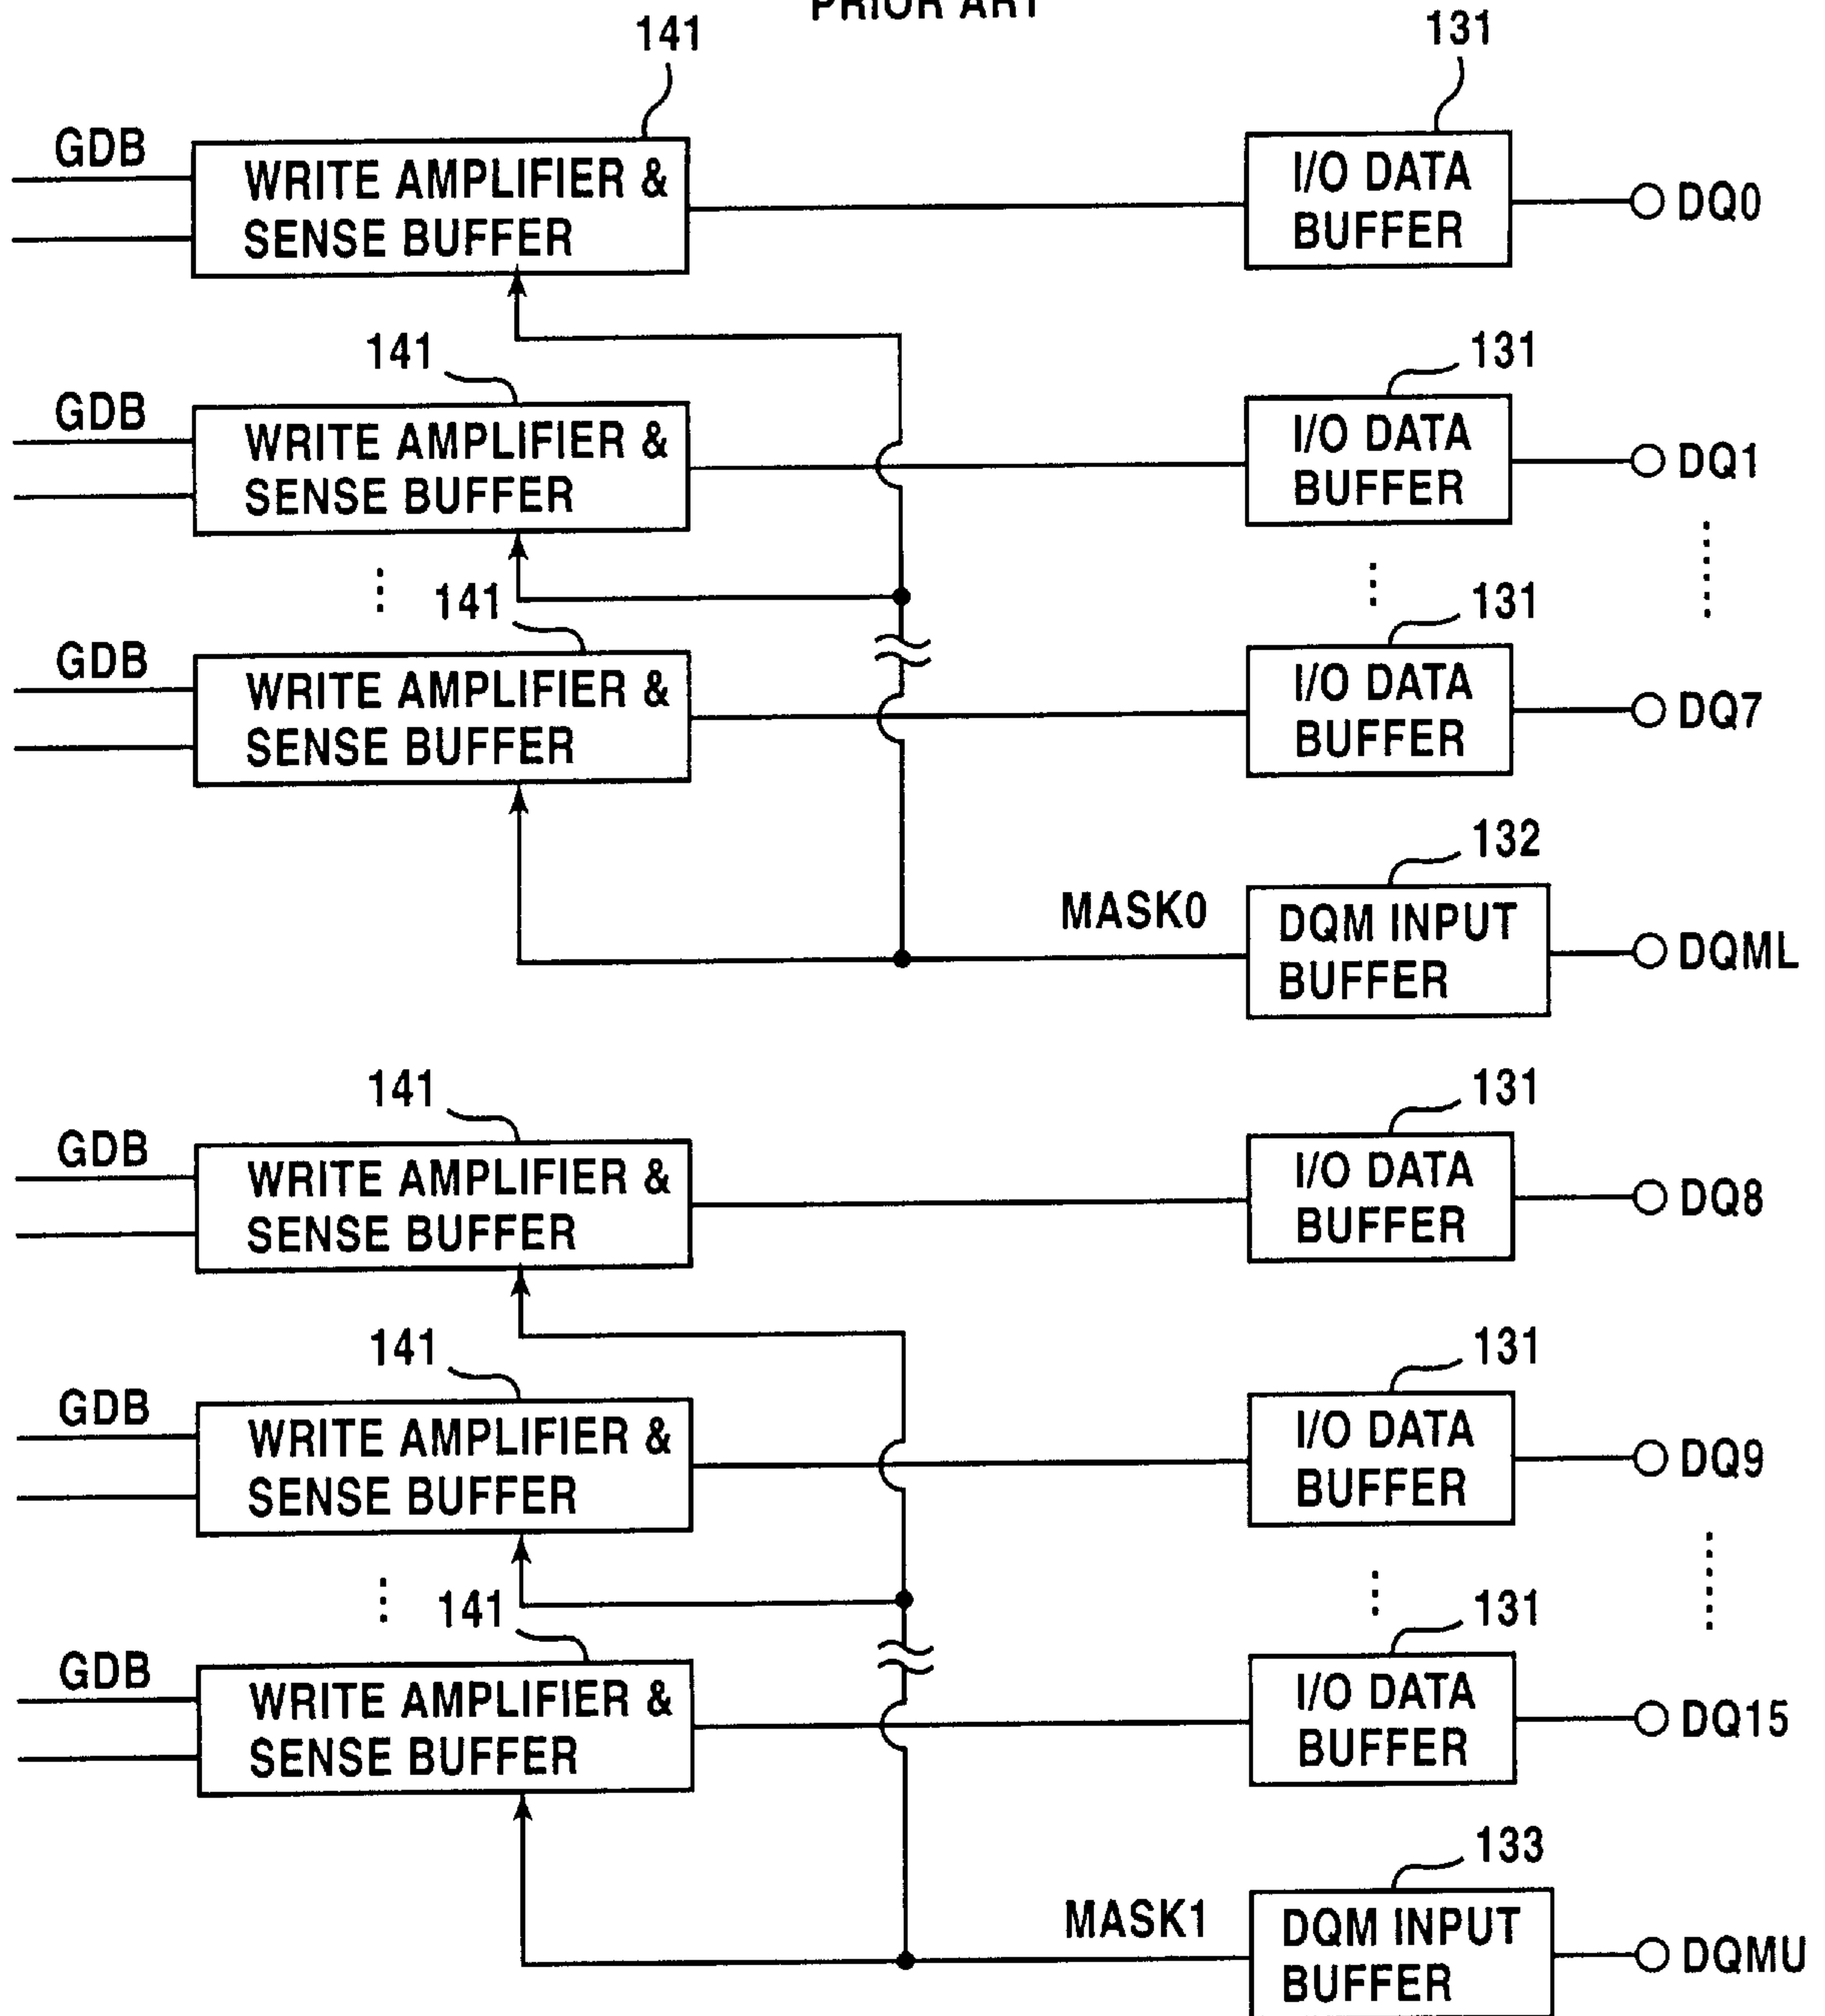 PRIOR ART
141
131
GDB
WRITE AMPLIFIER &
SENSE BUFFER
I/O DATA
BUFFER
DQ0
141
131
GDB
WRITE AMPLIFIER &
SENSE BUFFER
I/O DATA
BUFFER
DQ1
141
131
GDB
WRITE AMPLIFIER &
SENSE BUFFER
I/O DATA
BUFFER
DQ7
132
MASK0
DQM INPUT
BUFFER
DQML
141
131
GDB
WRITE AMPLIFIER &
SENSE BUFFER
I/O DATA
BUFFER
DQ8
141
131
GDB
WRITE AMPLIFIER &
SENSE BUFFER
I/O DATA
BUFFER
DQ9
141
131
GDB
WRITE AMPLIFIER &
SENSE BUFFER
I/O DATA
BUFFER
DQ15
133
MASK1
DQM INPUT
BUFFER
DQMU